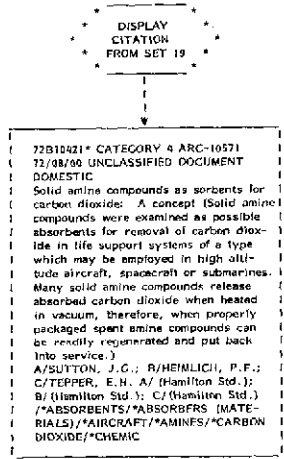 DISPLAY
CITATION
FROM SET 19
72B10421* CATEGORY 4 ARC-10571
72/08/00 UNCLASSIFIED DOCUMENT
DOMESTIC
Solid amine compounds as sorbents for
carbon dioxide: A concept (Solid amine
compounds were examined as possible
absorbents for removal of carbon diox-
ide in life support systems of a type
which may be employed in high alti-
tude aircraft, spacecraft or submarines.
Many solid amine compounds release
absorbed carbon dioxide when heated
in vacuum, therefore, when properly
packaged spent amine compounds can
be readily regenerated and put back
into service.)
A/SUTTON, J.G.; B/HEIMLICH, P.F.;
C/TEPPER, E.H. A/ (Hamilton Std.);
B/ (Hamilton Std.); C/ (Hamilton Std.)
/*ABSORBENTS/*ABSORBERS (MATE-
RIALS)/*AIRCRAFT/*AMINES/*CARBON
DIOXIDE/*CHEMIC